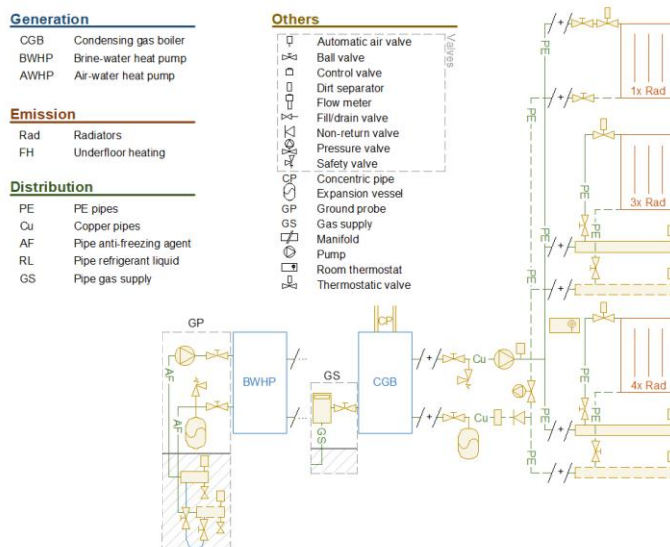 Generation
CGB Condensing gas boiler
BWHP Brine-water heat pump
AWHP Air-water heat pump
Emission
Rad Radiators
FH Underfloor heating
Distribution
PE PE pipes
Cu Copper pipes
AF Pipe anti-freezing agent
RL Pipe refrigerant liquid
GS Pipe gas supply
Others
Valves
Automatic air valve
Ball valve
Control valve
Dirt separator
Flow meter
Fill/drain valve
Non-return valve
Pressure valve
Safety valve
CP Concentric pipe
Expansion vessel
GP Ground probe
GS Gas supply
Manifold
Pump
Room thermostat
Thermostatic valve
PE
PE
1x Rad
PE
PE
3x Rad
PE
PE
PE
PE
4x Rad
PE
PE
GP
AF
AF
BWHP
...
...
GS
GS
CP
CGB
Cu
Cu